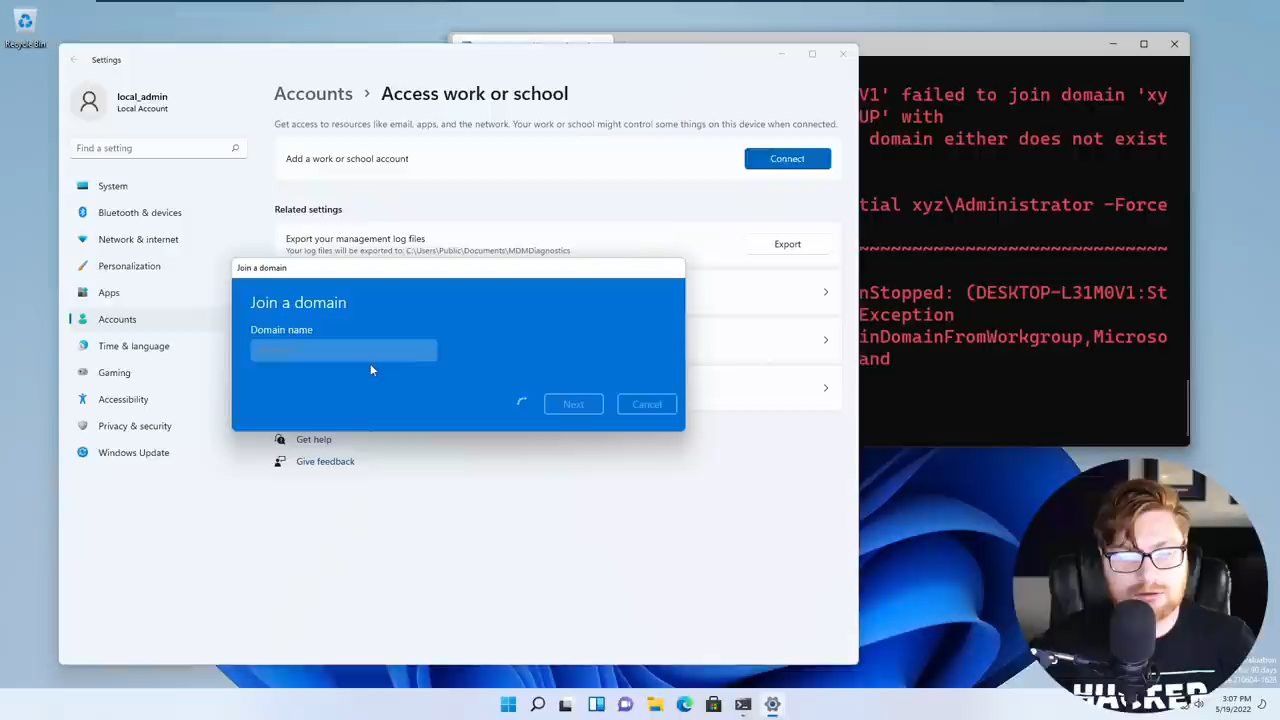 Recycle Bin
Settings
local_admin
Local Account
Find a setting
System
Bluetooth & devices
Network & internet
Personalization
Apps
Accounts
Time & language
Gaming
Accessibility
Privacy & security
Windows Update
Accounts > Access work or school
Get access to resources like email, apps, and the network. Your work or school might control some things on this device when connected.
Add a work or school account
Connect
Related settings
Export your management log files
Your log files will be exported to: C:\Users\Public\Documents\MDMDiagnostics
Export
Join a domain
Join a domain
Domain name
Next
Cancel
Get help
Give feedback
V1' failed to join domain 'xy
UP' with
domain either does not exist
tial xyz\Administrator -Force
~~~~~~~~~~~~~~~~~~~~~~~~~~~~~
nStopped: (DESKTOP-L31M0V1:St
Exception
inDomainFromWorkgroup,Microso
and
HACKER
3:07 PM
5/19/2022